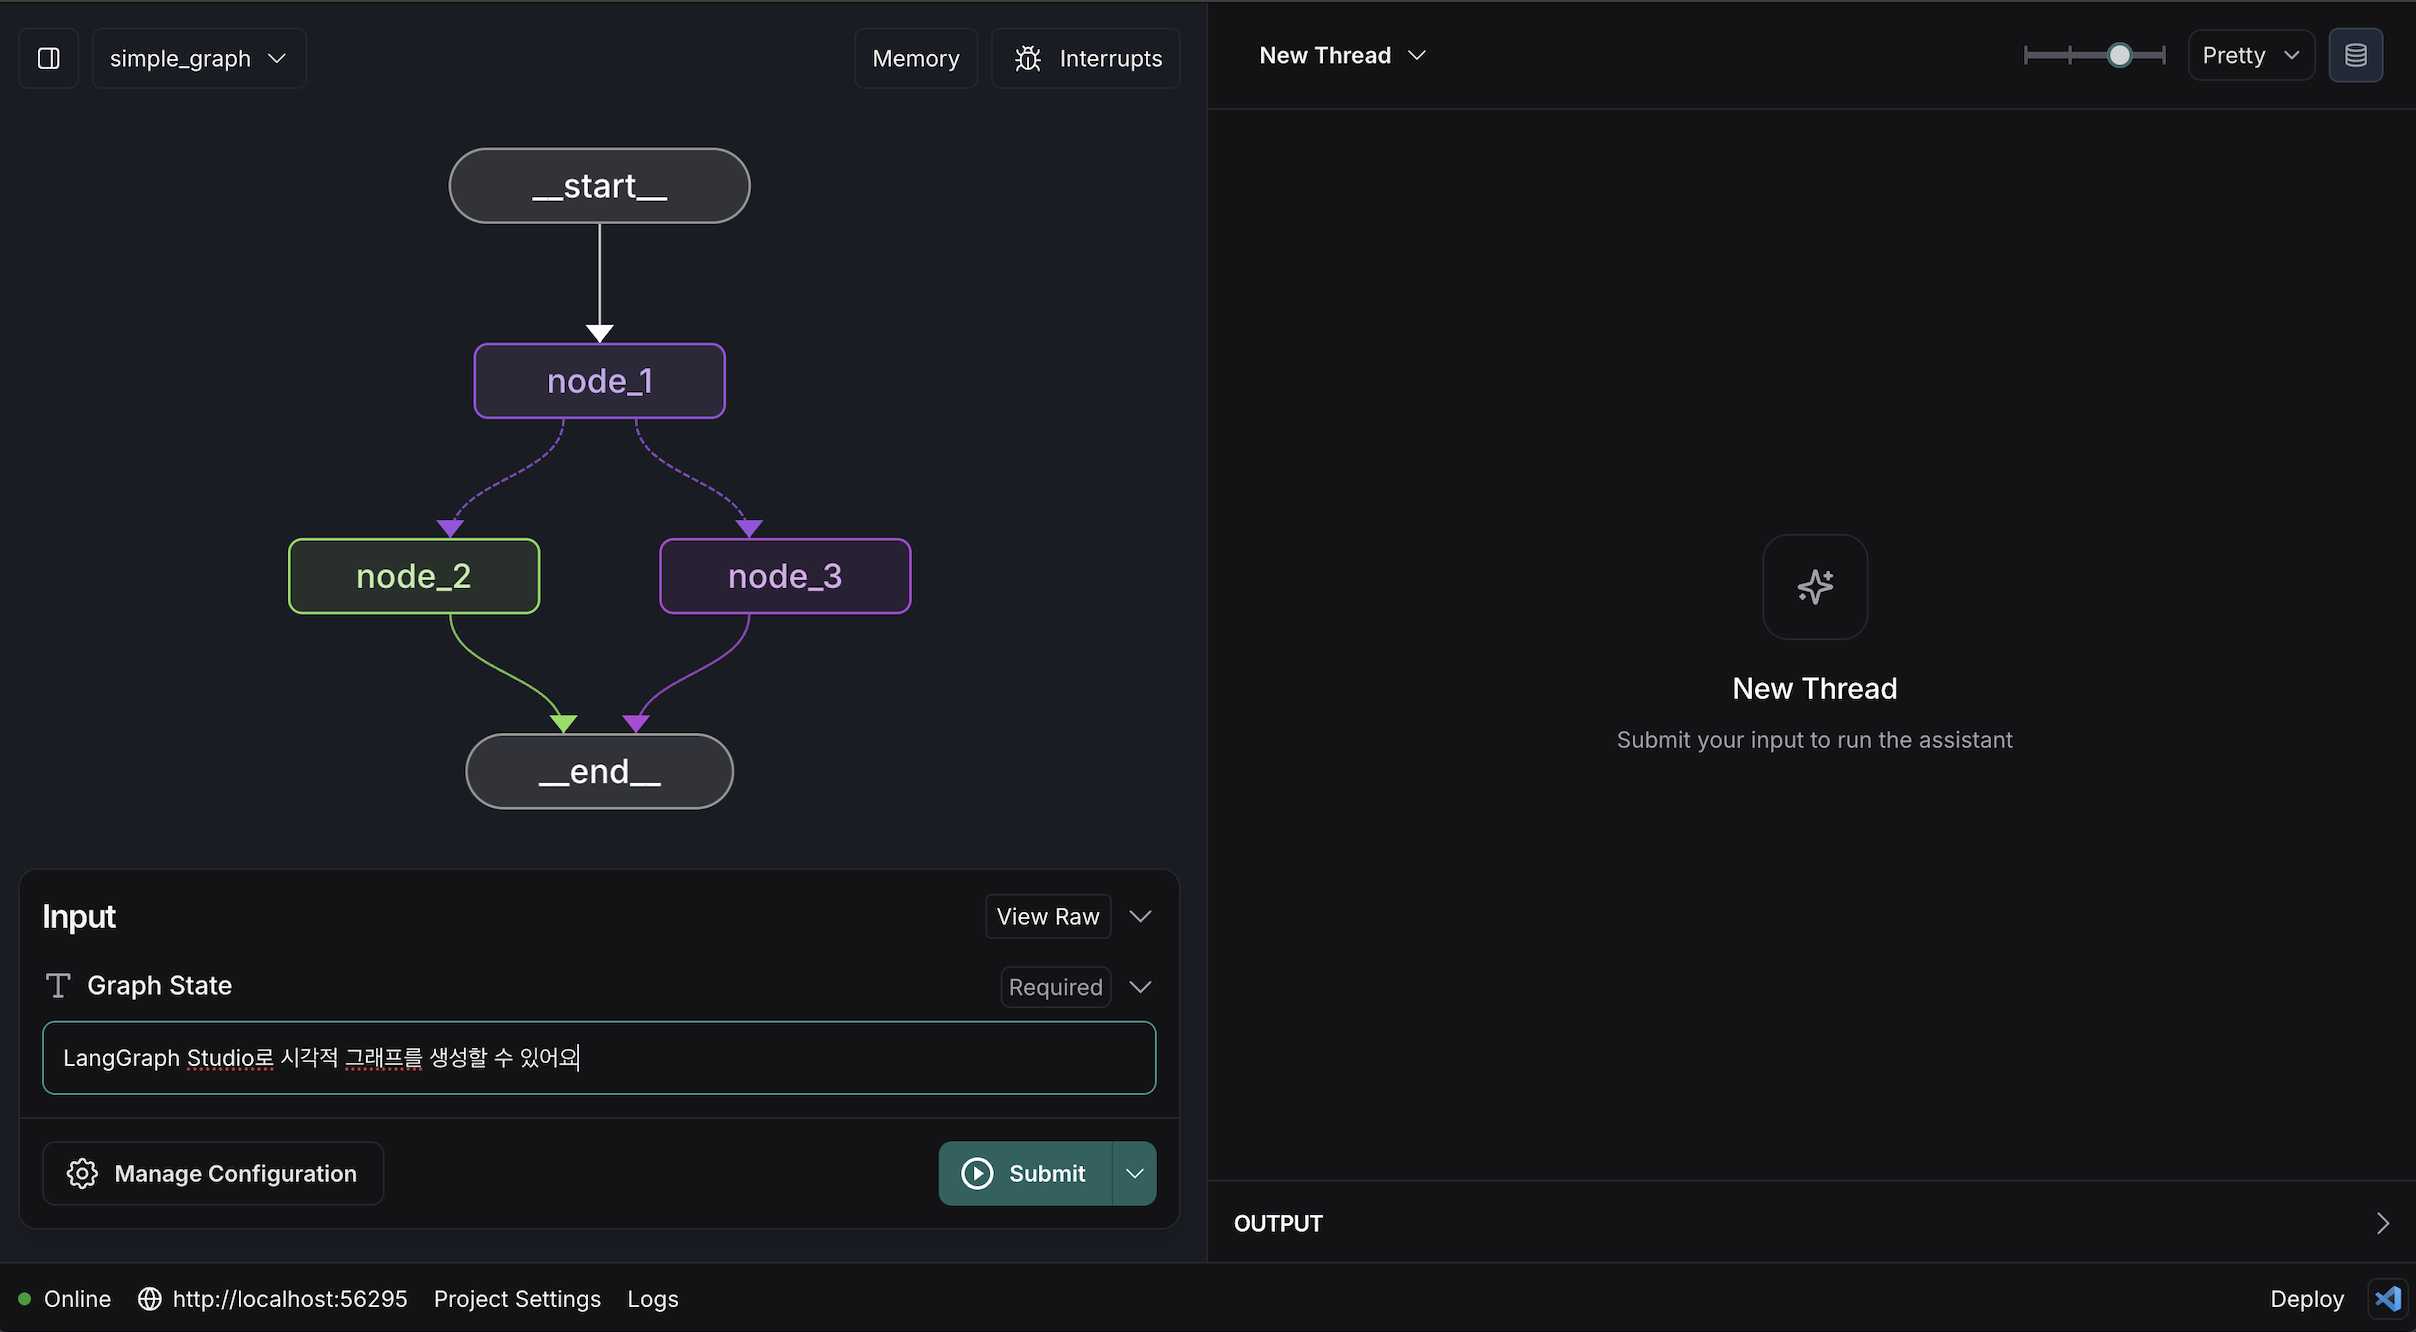 simple_graph
Memory
Interrupts
__start__
node_1
node_2
node_3
__end__
Input
View Raw
Graph State
Required
LangGraph Studio로 시각적 그래프를 생성할 수 있어요
Manage Configuration
Submit
New Thread
Pretty
New Thread
Submit your input to run the assistant
OUTPUT
Online
http://localhost:56295
Project Settings
Logs
Deploy